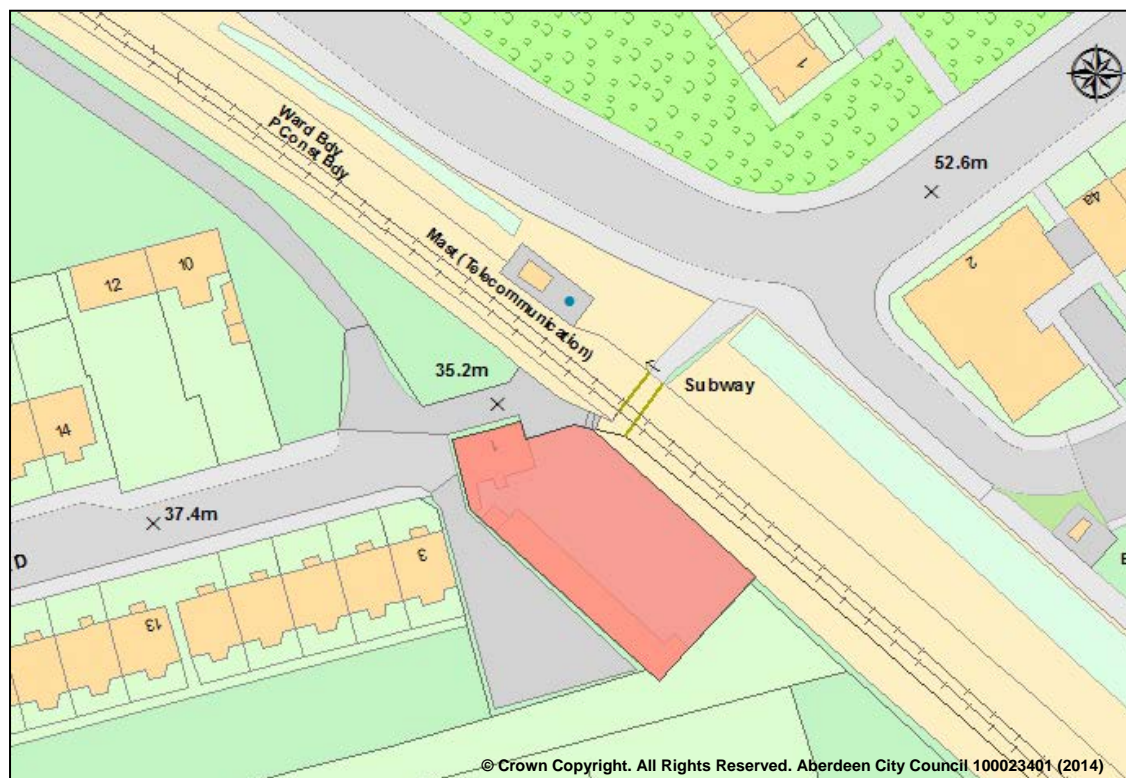 1
52.6m
Ward Bdy
P Const Bdy
4a
2
12
10
Mast (Telecommunication)
35.2m
Subway
14
1
37.4m
D
3
E
13
© Crown Copyright. All Rights Reserved. Aberdeen City Council 100023401 (2014)